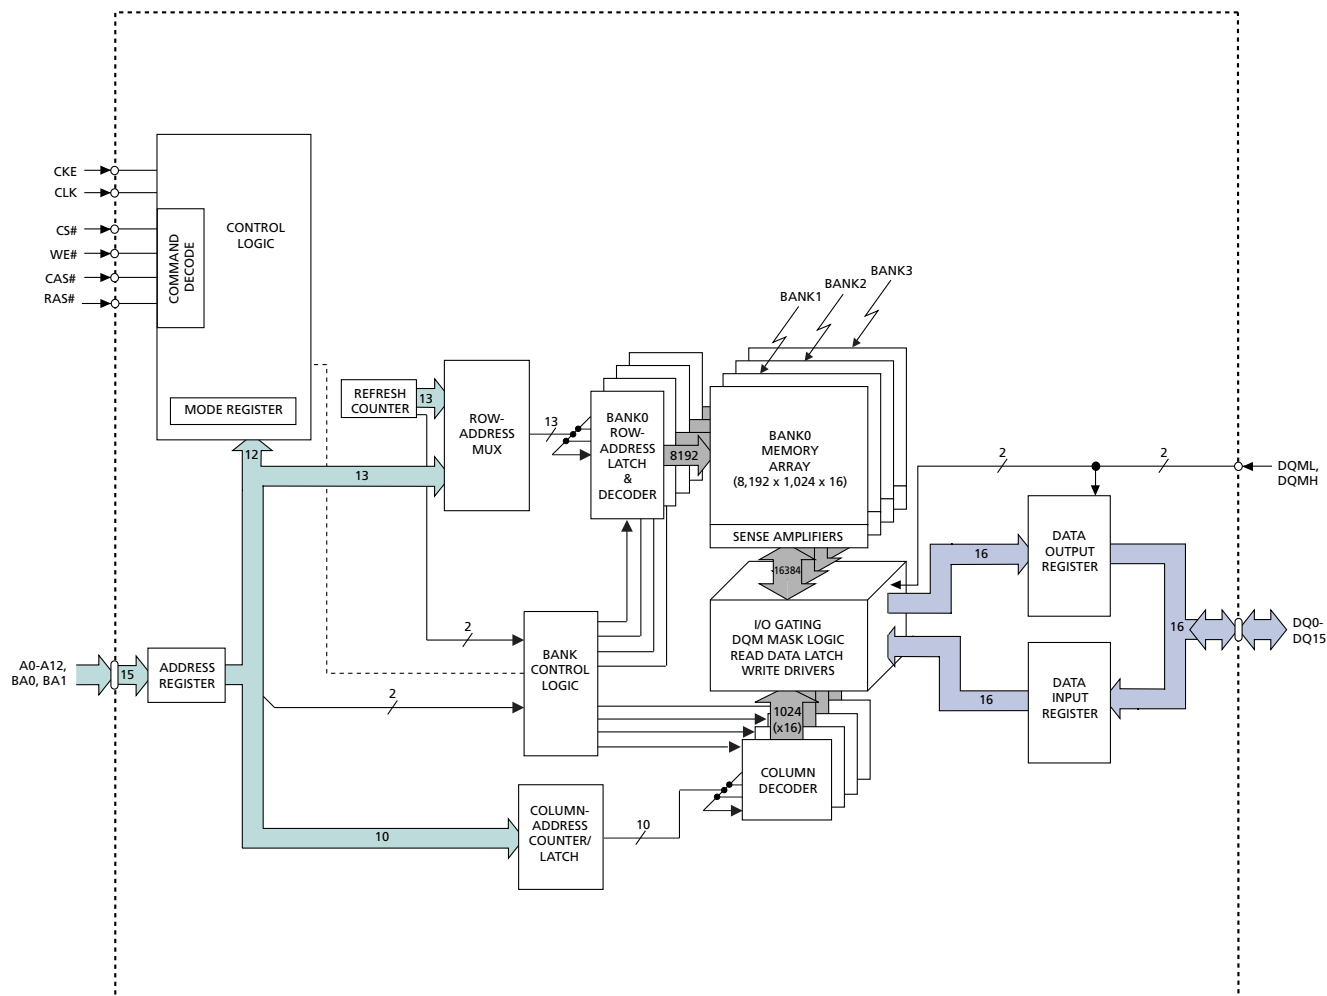 CKE
CLK
CS#
WE#
CAS#
RAS#
CONTROL
LOGIC
COMMAND
DECODE
MODE REGISTER
12
13
REFRESH
COUNTER
13
ROW-
ADDRESS
MUX
13
BANK0
ROW-
ADDRESS
LATCH
&
DECODER
8192
BANK1
BANK2
BANK3
BANK0
MEMORY
ARRAY
(8,192 x 1,024 x 16)
SENSE AMPLIFIERS
16384
I/O GATING
DQM MASK LOGIC
READ DATA LATCH
WRITE DRIVERS
2
2
DQML,
DQMH
16
DATA
OUTPUT
REGISTER
16
DQ0-
DQ15
16
DATA
INPUT
REGISTER
A0-A12,
BA0, BA1
15
ADDRESS
REGISTER
2
2
BANK
CONTROL
LOGIC
1024
(x16)
COLUMN
DECODER
10
COLUMN-
ADDRESS
COUNTER/
LATCH
10